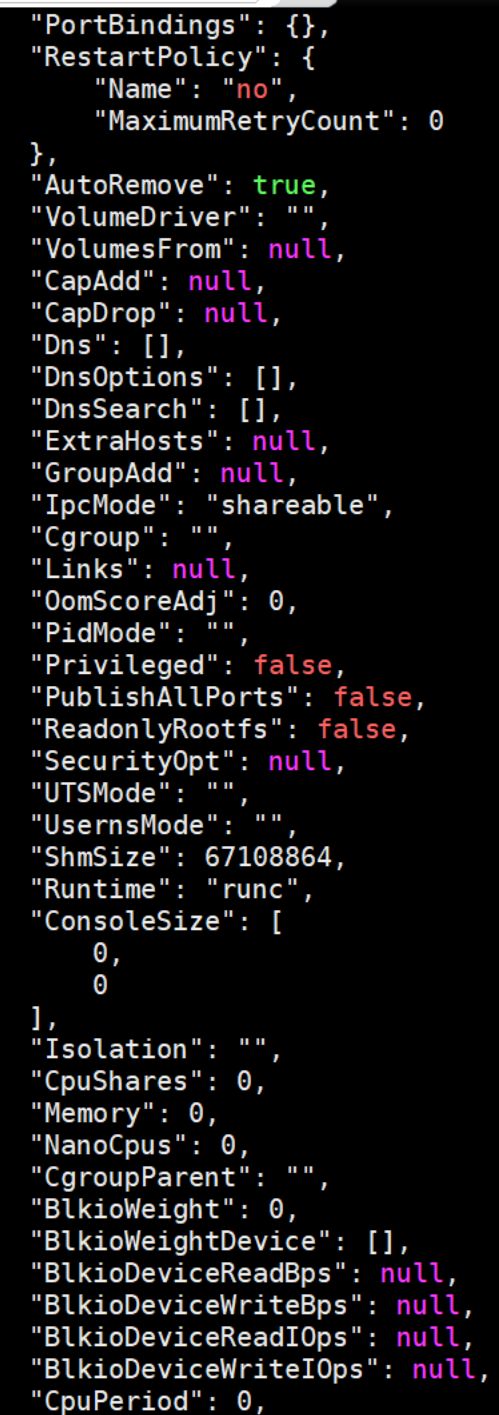 "PortBindings": {},
"RestartPolicy": {
    "Name": "no",
    "MaximumRetryCount": 0
},
"AutoRemove": true,
"VolumeDriver": "",
"VolumesFrom": null,
"CapAdd": null,
"CapDrop": null,
"Dns": [],
"DnsOptions": [],
"DnsSearch": [],
"ExtraHosts": null,
"GroupAdd": null,
"IpcMode": "shareable",
"Cgroup": "",
"Links": null,
"OomScoreAdj": 0,
"PidMode": "",
"Privileged": false,
"PublishAllPorts": false,
"ReadonlyRootfs": false,
"SecurityOpt": null,
"UTSMode": "",
"UsernsMode": "",
"ShmSize": 67108864,
"Runtime": "runc",
"ConsoleSize": [
    0,
    0
],
"Isolation": "",
"CpuShares": 0,
"Memory": 0,
"NanoCpus": 0,
"CgroupParent": "",
"BlkioWeight": 0,
"BlkioWeightDevice": [],
"BlkioDeviceReadBps": null,
"BlkioDeviceWriteBps": null,
"BlkioDeviceReadIOps": null,
"BlkioDeviceWriteIOps": null,
"CpuPeriod": 0,